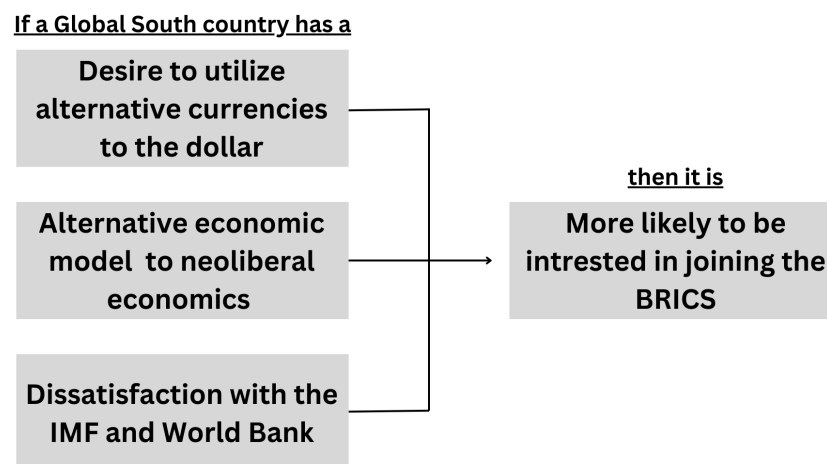 If a Global South country has a
Desire to utilize
alternative currencies
to the dollar
Alternative economic
model to neoliberal
economics
Dissatisfaction with the
IMF and World Bank
then it is
More likely to be
intrested in joining the
BRICS